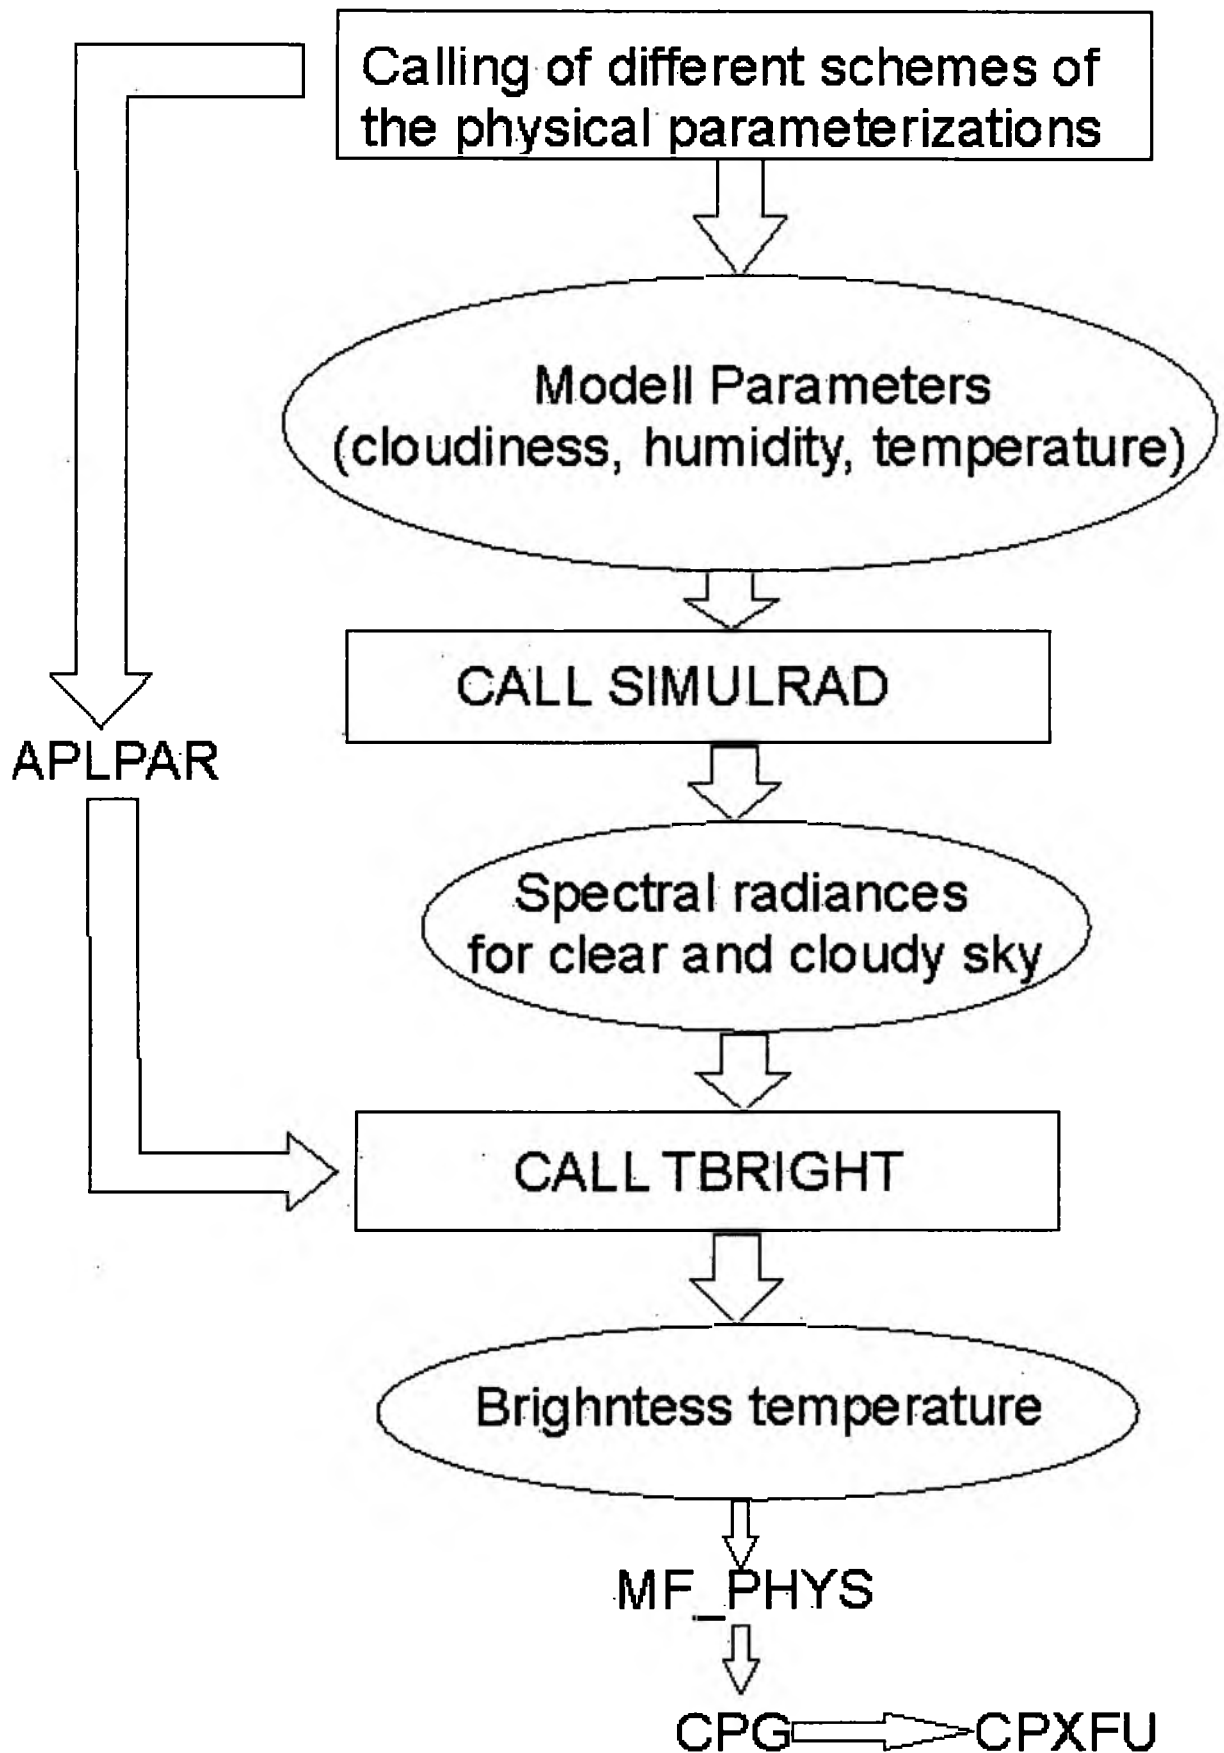 Calling of different schemes of
the physical parameterizations
Modell Parameters
(cloudiness, humidity, temperature)
CALL SIMULRAD
APLPAR
Spectral radiances
for clear and cloudy sky
CALL TBRIGHT
Brighntess temperature
MF_PHYS
CPG
CPXFU